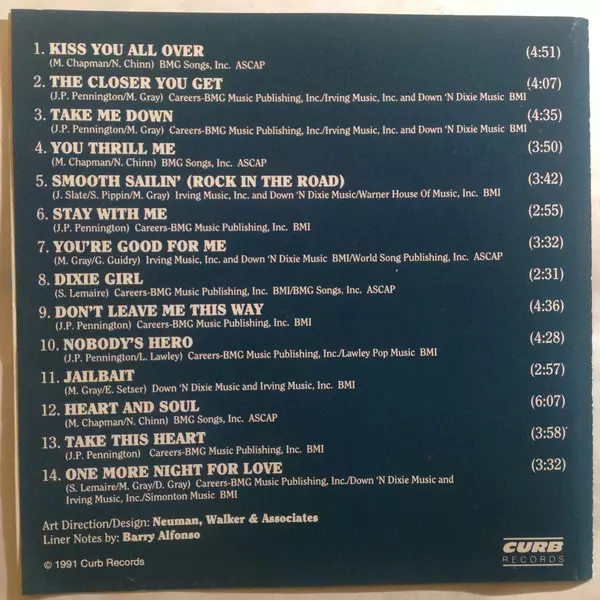 1. KISS YOU ALL OVER (4:51)
(M. Chapman/N. Chinn) BMG Songs, Inc. ASCAP
2. THE CLOSER YOU GET (4:07)
(J.P. Pennington/M. Gray) Careers-BMG Music Publishing, Inc./Irving Music, Inc. and Down 'N Dixie Music BMI
3. TAKE ME DOWN (4:35)
(J.P. Pennington/M. Gray) Careers-BMG Music Publishing, Inc./Irving Music, Inc. and Down 'N Dixie Music BMI
4. YOU THRILL ME (3:50)
(M. Chapman/N. Chinn) BMG Songs, Inc. ASCAP
5. SMOOTH SAILIN' (ROCK IN THE ROAD) (3:42)
(J. Slate/S. Pippin/M. Gray) Irving Music, Inc. and Down 'N Dixie Music/Warner House Of Music, Inc. BMI
6. STAY WITH ME (2:55)
(J.P. Pennington) Careers-BMG Music Publishing, Inc. BMI
7. YOU'RE GOOD FOR ME (3:32)
(M. Gray/G. Guidry) Irving Music, Inc. and Down 'N Dixie Music BMI/World Song Publishing, Inc. ASCAP
8. DIXIE GIRL (2:31)
(S. Lemaire) Careers-BMG Music Publishing, Inc. BMI/BMG Songs, Inc. ASCAP
9. DON'T LEAVE ME THIS WAY (4:36)
(J.P. Pennington) Careers-BMG Music Publishing, Inc. BMI
10. NOBODY'S HERO (4:28)
(J.P. Pennington/L. Lawley) Careers-BMG Music Publishing, Inc./Lawley Pop Music BMI
11. JAILBAIT (2:57)
(M. Gray/E. Setser) Down 'N Dixie Music and Irving Music, Inc. BMI
12. HEART AND SOUL (6:07)
M. Chapman/N. Chinn) BMG Songs, Inc. ASCAP
13. TAKE THIS HEART (3:58)
(J.P. Pennington) Careers-BMG Music Publishing, Inc. BMI
14. ONE MORE NIGHT FOR LOVE (3:32)
(S. Lemaire/M. Gray/D. Gray) Careers-BMG Music Publishing, Inc./Down 'N Dixie Music and
Irving Music, Inc./Simonton Music BMI
Art Direction/Design: Neuman, Walker & Associates
Liner Notes by: Barry Alfonso
© 1991 Curb Records
CURB
RECORDS